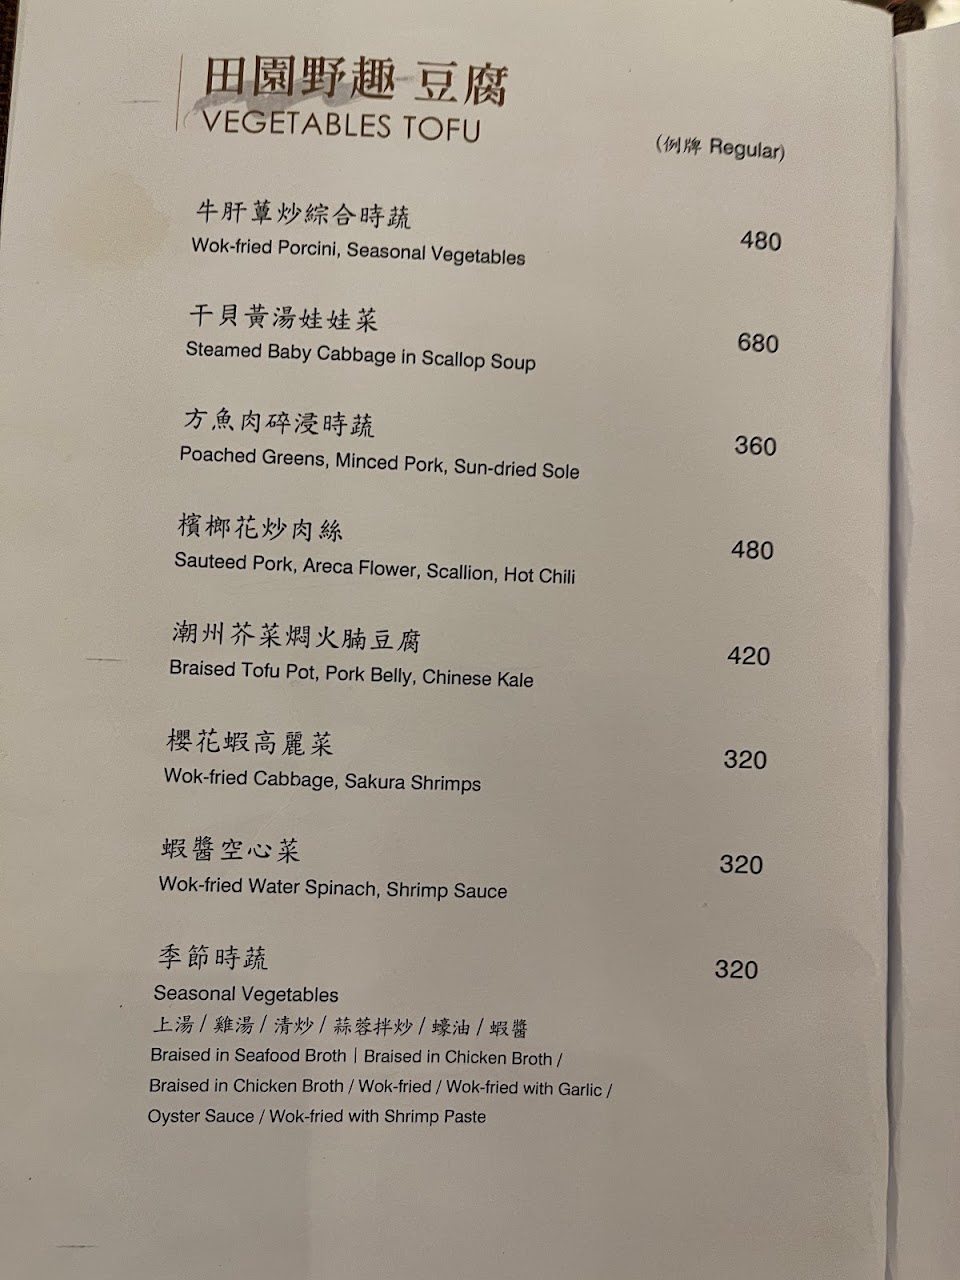 田園野趣 豆腐
VEGETABLES TOFU
(例牌 Regular)
牛肝蕈炒綜合時蔬
Wok-fried Porcini, Seasonal Vegetables
480
干貝黃湯娃娃菜
Steamed Baby Cabbage in Scallop Soup
680
方魚肉碎浸時蔬
Poached Greens, Minced Pork, Sun-dried Sole
360
檳榔花炒肉絲
Sauteed Pork, Areca Flower, Scallion, Hot Chili
480
潮州芥菜燜火腩豆腐
Braised Tofu Pot, Pork Belly, Chinese Kale
420
櫻花蝦高麗菜
Wok-fried Cabbage, Sakura Shrimps
320
蝦醬空心菜
Wok-fried Water Spinach, Shrimp Sauce
320
季節時蔬
Seasonal Vegetables
320
上湯 / 雞湯 / 清炒 / 蒜蓉拌炒 / 蠔油 / 蝦醬
Braised in Seafood Broth | Braised in Chicken Broth /
Braised in Chicken Broth / Wok-fried / Wok-fried with Garlic /
Oyster Sauce / Wok-fried with Shrimp Paste